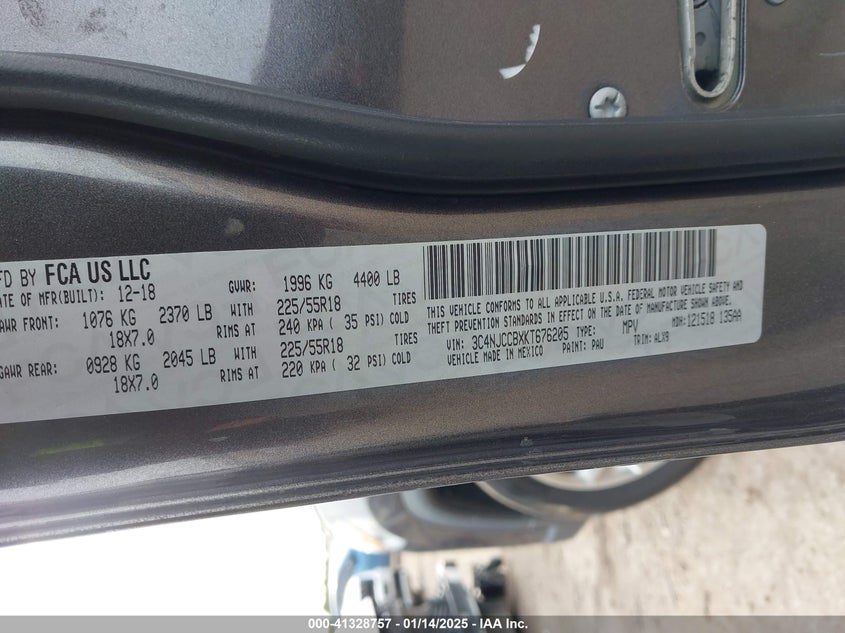 MFD BY FCA US LLC
DATE OF MFR(BUILT): 12-18 GVWR: 1996 KG 4400 LB
GAWR FRONT: 1076 KG 2370 LB WITH 225/55R18 TIRES
18X7.0 RIMS AT 240 KPA ( 35 PSI) COLD
GAWR REAR: 0928 KG 2045 LB WITH 225/55R18 TIRES
18X7.0 RIMS AT 220 KPA ( 32 PSI) COLD
THIS VEHICLE CONFORMS TO ALL APPLICABLE U.S.A. FEDERAL MOTOR VEHICLE SAFETY AND
THEFT PREVENTION STANDARDS IN EFFECT ON THE DATE OF MANUFACTURE SHOWN ABOVE.
VIN: 3C4NJCCBXKT676205 TYPE: MPV MDH: 121518 135AA
VEHICLE MADE IN MEXICO PAINT: PAU TRIM: ALX9
000-41328757 - 01/14/2025 - IAA Inc.